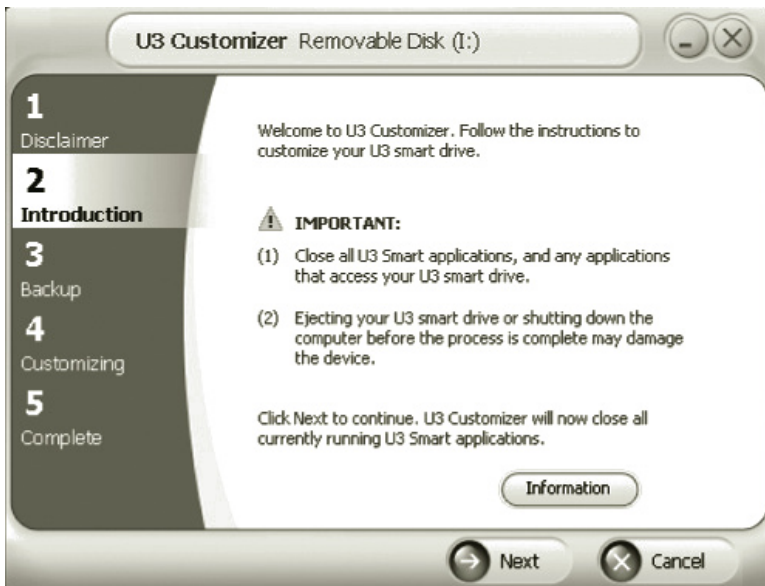 U3 Customizer Removable Disk (I:)
1
Disclaimer
2
Introduction
3
Backup
4
Customizing
5
Complete
Welcome to U3 Customizer. Follow the instructions to
customize your U3 smart drive.
IMPORTANT:
(1) Close all U3 Smart applications, and any applications
that access your U3 smart drive.
(2) Ejecting your U3 smart drive or shutting down the
computer before the process is complete may damage
the device.
Click Next to continue. U3 Customizer will now close all
currently running U3 Smart applications.
Information
Next
Cancel